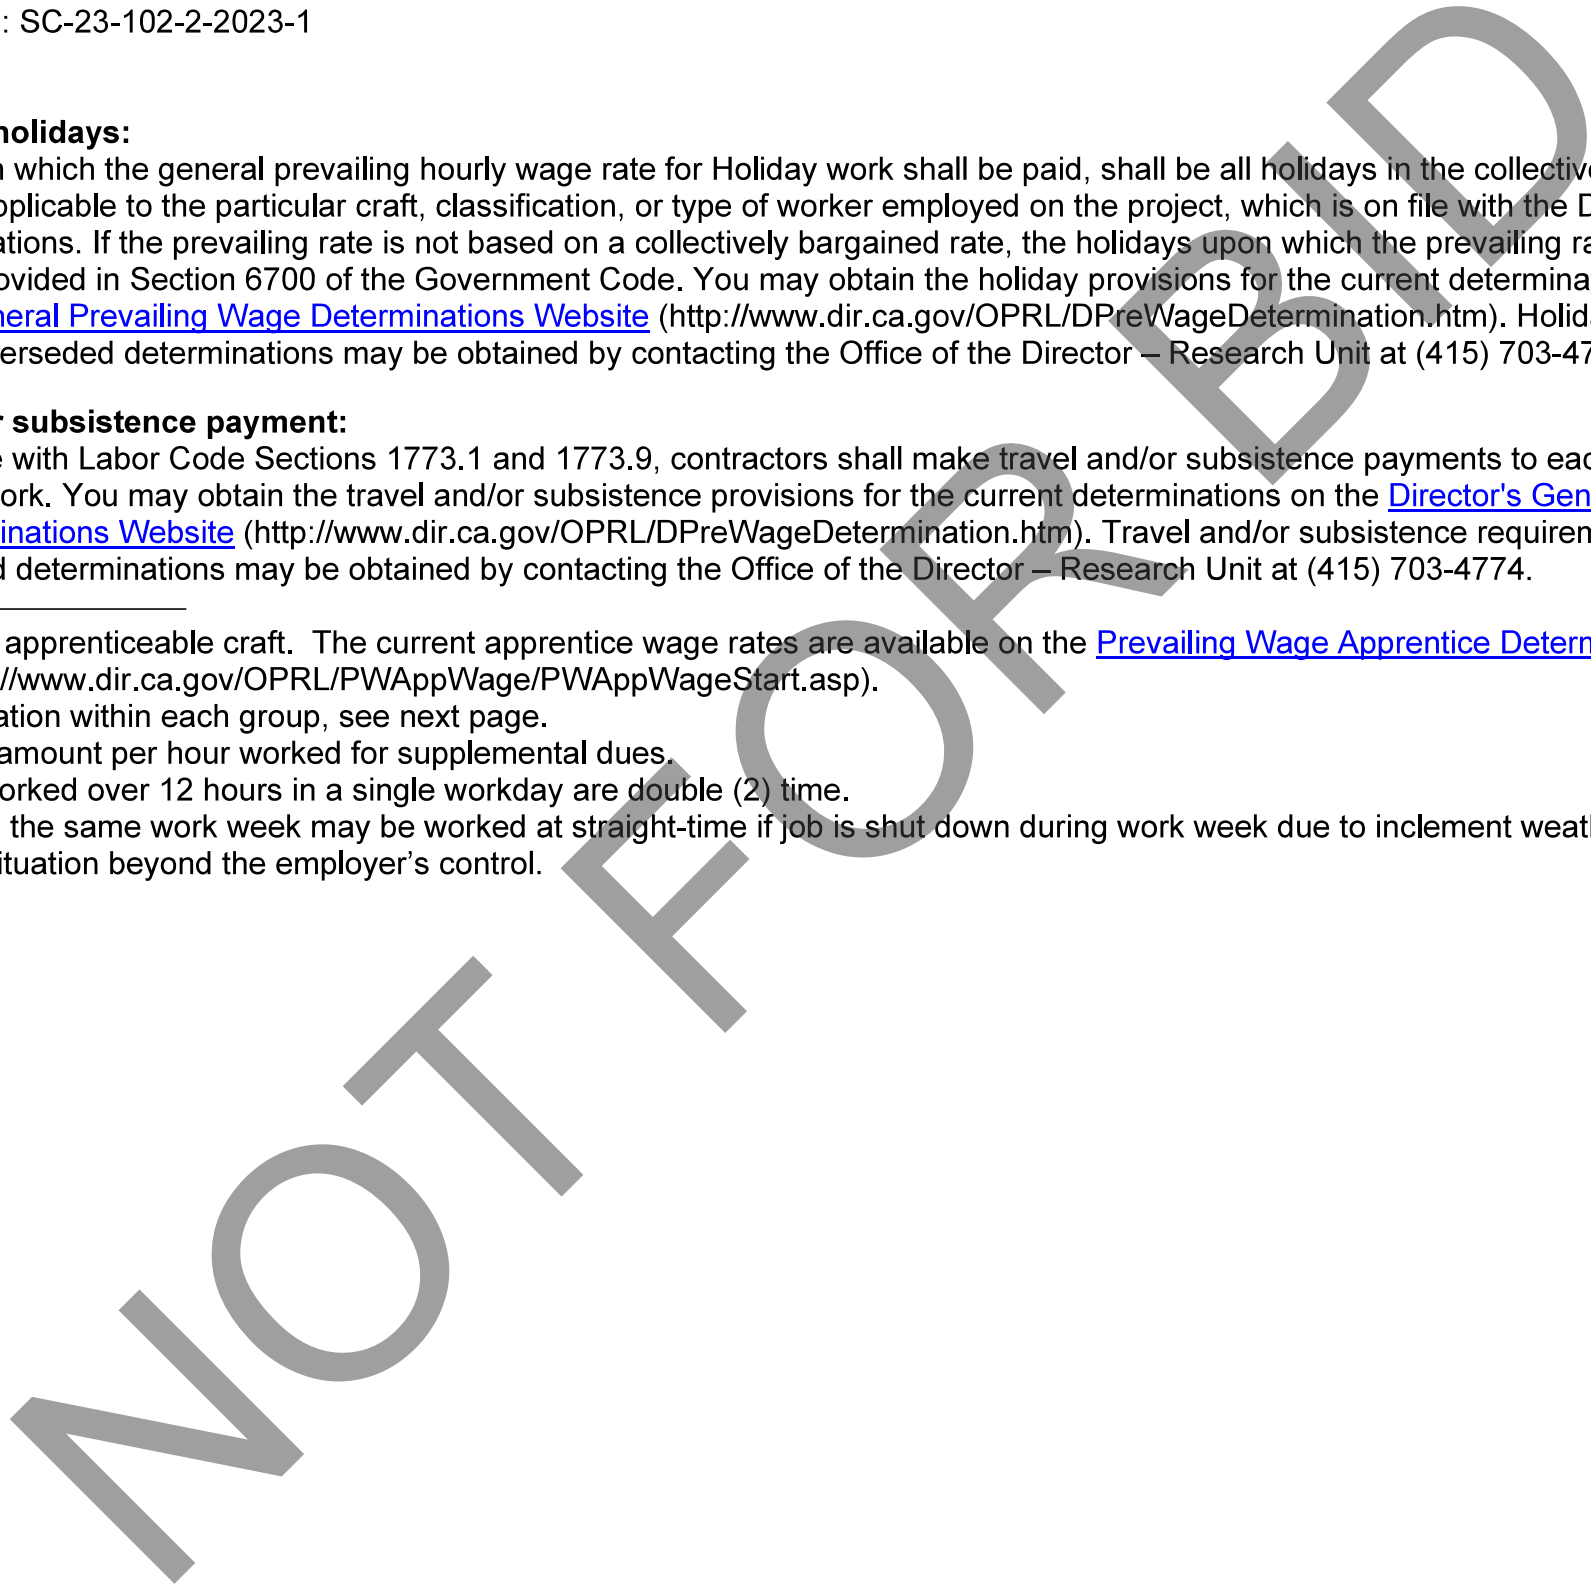 : SC-23-102-2-2023-1
holidays:
n which the general prevailing hourly wage rate for Holiday work shall be paid, shall be all holidays in the collective
pplicable to the particular craft, classification, or type of worker employed on the project, which is on file with the D
ations. If the prevailing rate is not based on a collectively bargained rate, the holidays upon which the prevailing ra
ovided in Section 6700 of the Government Code. You may obtain the holiday provisions for the current determina
neral Prevailing Wage Determinations Website (http://www.dir.ca.gov/OPRL/DPreWageDetermination.htm). Holida
erseded determinations may be obtained by contacting the Office of the Director – Research Unit at (415) 703-47
r subsistence payment:
e with Labor Code Sections 1773.1 and 1773.9, contractors shall make travel and/or subsistence payments to eac
ork. You may obtain the travel and/or subsistence provisions for the current determinations on the Director's Gen
inations Website (http://www.dir.ca.gov/OPRL/DPreWageDetermination.htm). Travel and/or subsistence requirem
d determinations may be obtained by contacting the Office of the Director – Research Unit at (415) 703-4774.
apprenticeable craft.  The current apprentice wage rates are available on the Prevailing Wage Apprentice Determ
//www.dir.ca.gov/OPRL/PWAppWage/PWAppWageStart.asp).
ation within each group, see next page.
amount per hour worked for supplemental dues.
orked over 12 hours in a single workday are double (2) time.
the same work week may be worked at straight-time if job is shut down during work week due to inclement weath
ituation beyond the employer’s control.
NOT FOR BID